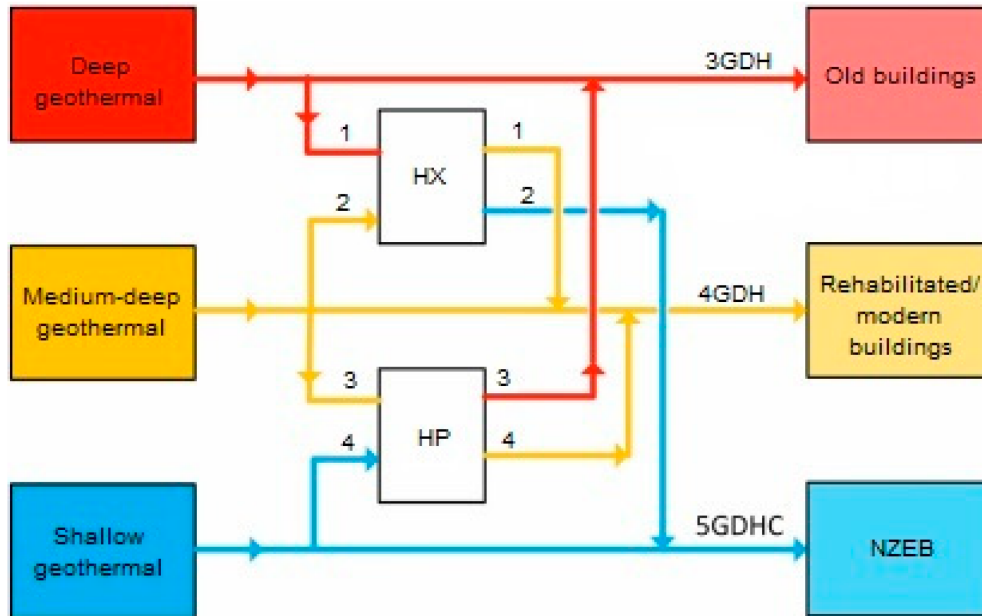 Deep
geothermal
3GDH
Old buildings
1
1
HX
2
2
Medium-deep
geothermal
4GDH
Rehabilitated/
modern
buildings
3
3
HP
4
4
Shallow
geothermal
5GDHC
NZEB